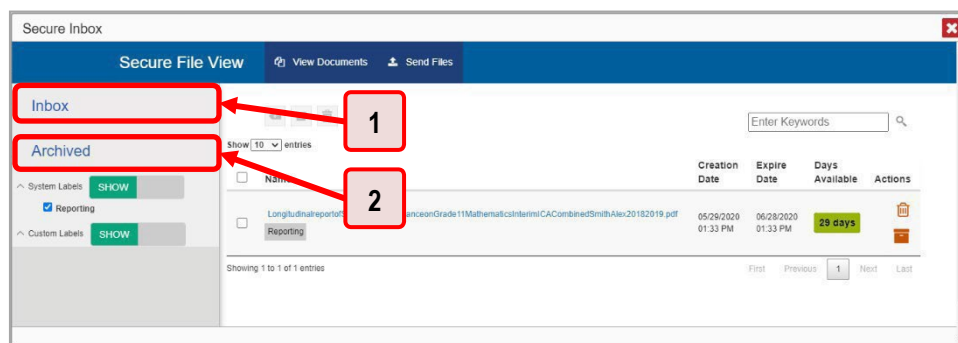 Secure Inbox
Secure File View
View Documents
Send Files
Inbox
1
Enter Keywords
Archived
Show 10 entries
2
Creation Date
Expire Date
Days Available
Actions
System Labels SHOW
Reporting
Custom Labels SHOW
anceonGrade11MathematicsInterimICACombinedSmithAlex20182019.pdf
Longitudinalreportof
Reporting
05/29/2020
01:33 PM
06/28/2020
01:33 PM
29 days
Showing 1 to 1 of 1 entries
First Previous 1 Next Last